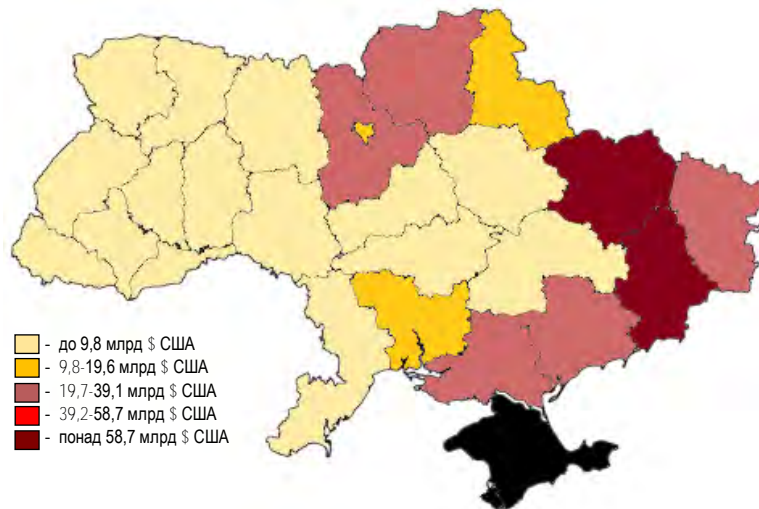 - до 9,8 млрд $ США
- 9,8-19,6 млрд $ США
- 19,7-39,1 млрд $ США
- 39,2-58,7 млрд $ США
- понад 58,7 млрд $ США